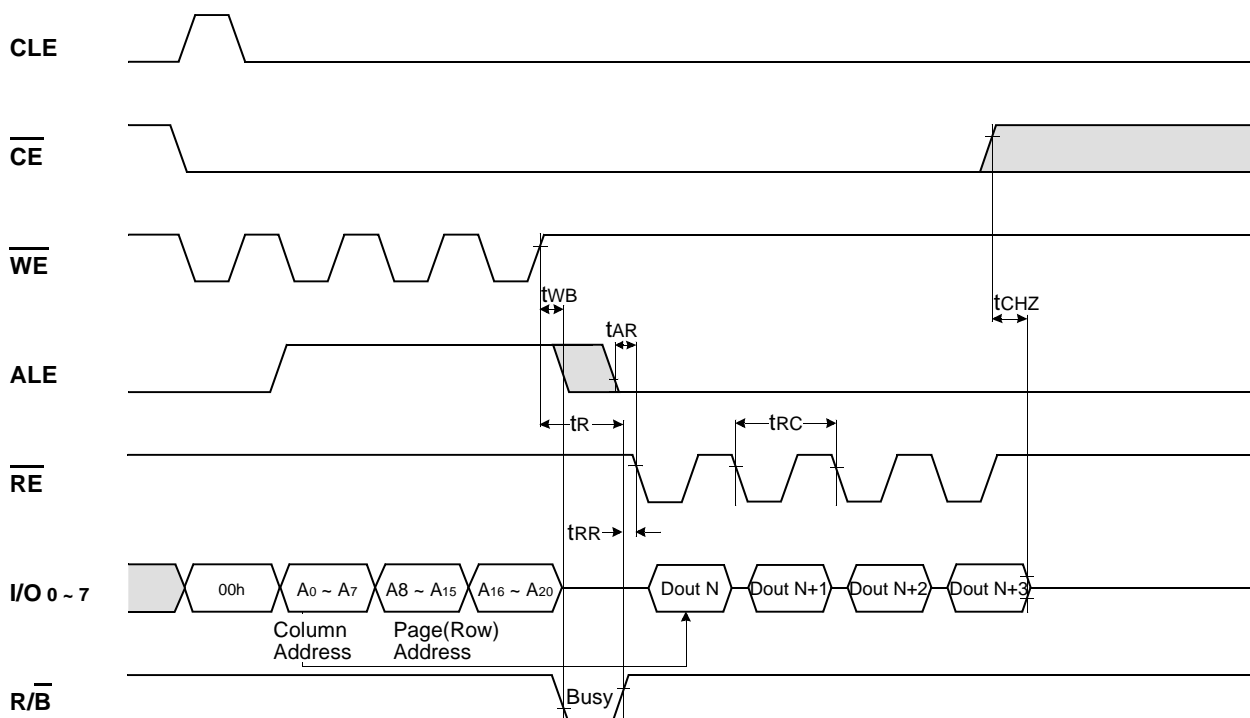 CLE
CE
WE
tWB
tCHZ
tAR
ALE
tR
tRC
RE
tRR
I/O 0 ~ 7
00h
A0 ~ A7
A8 ~ A15
A16 ~ A20
Dout N
Dout N+1
Dout N+2
Dout N+3
Column
Address
Page(Row)
Address
R/B
Busy